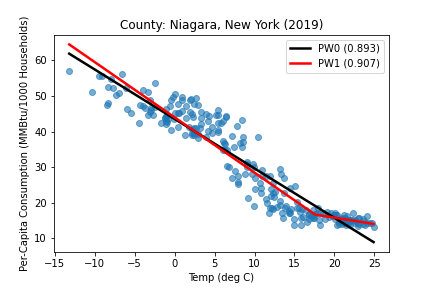 County: Niagara, New York (2019)
Per-Capita Consumption (MMBtu/1000 Households)
60
50
40
30
20
10
PW0 (0.893)
PW1 (0.907)
−15 −10 −5 0 5 10 15 20 25
Temp (deg C)